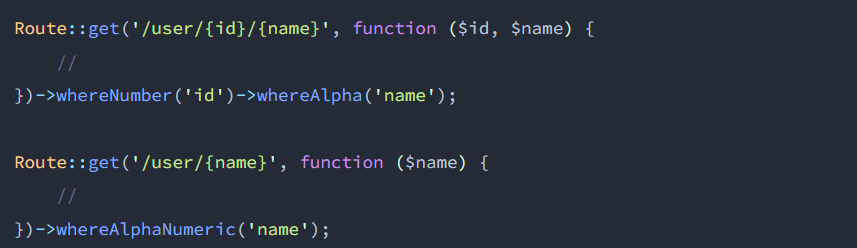 Route::get('/user/{id}/{name}', function ($id, $name) {
    //
})->whereNumber('id')->whereAlpha('name');
Route::get('/user/{name}', function ($name) {
    //
})->whereAlphaNumeric('name');